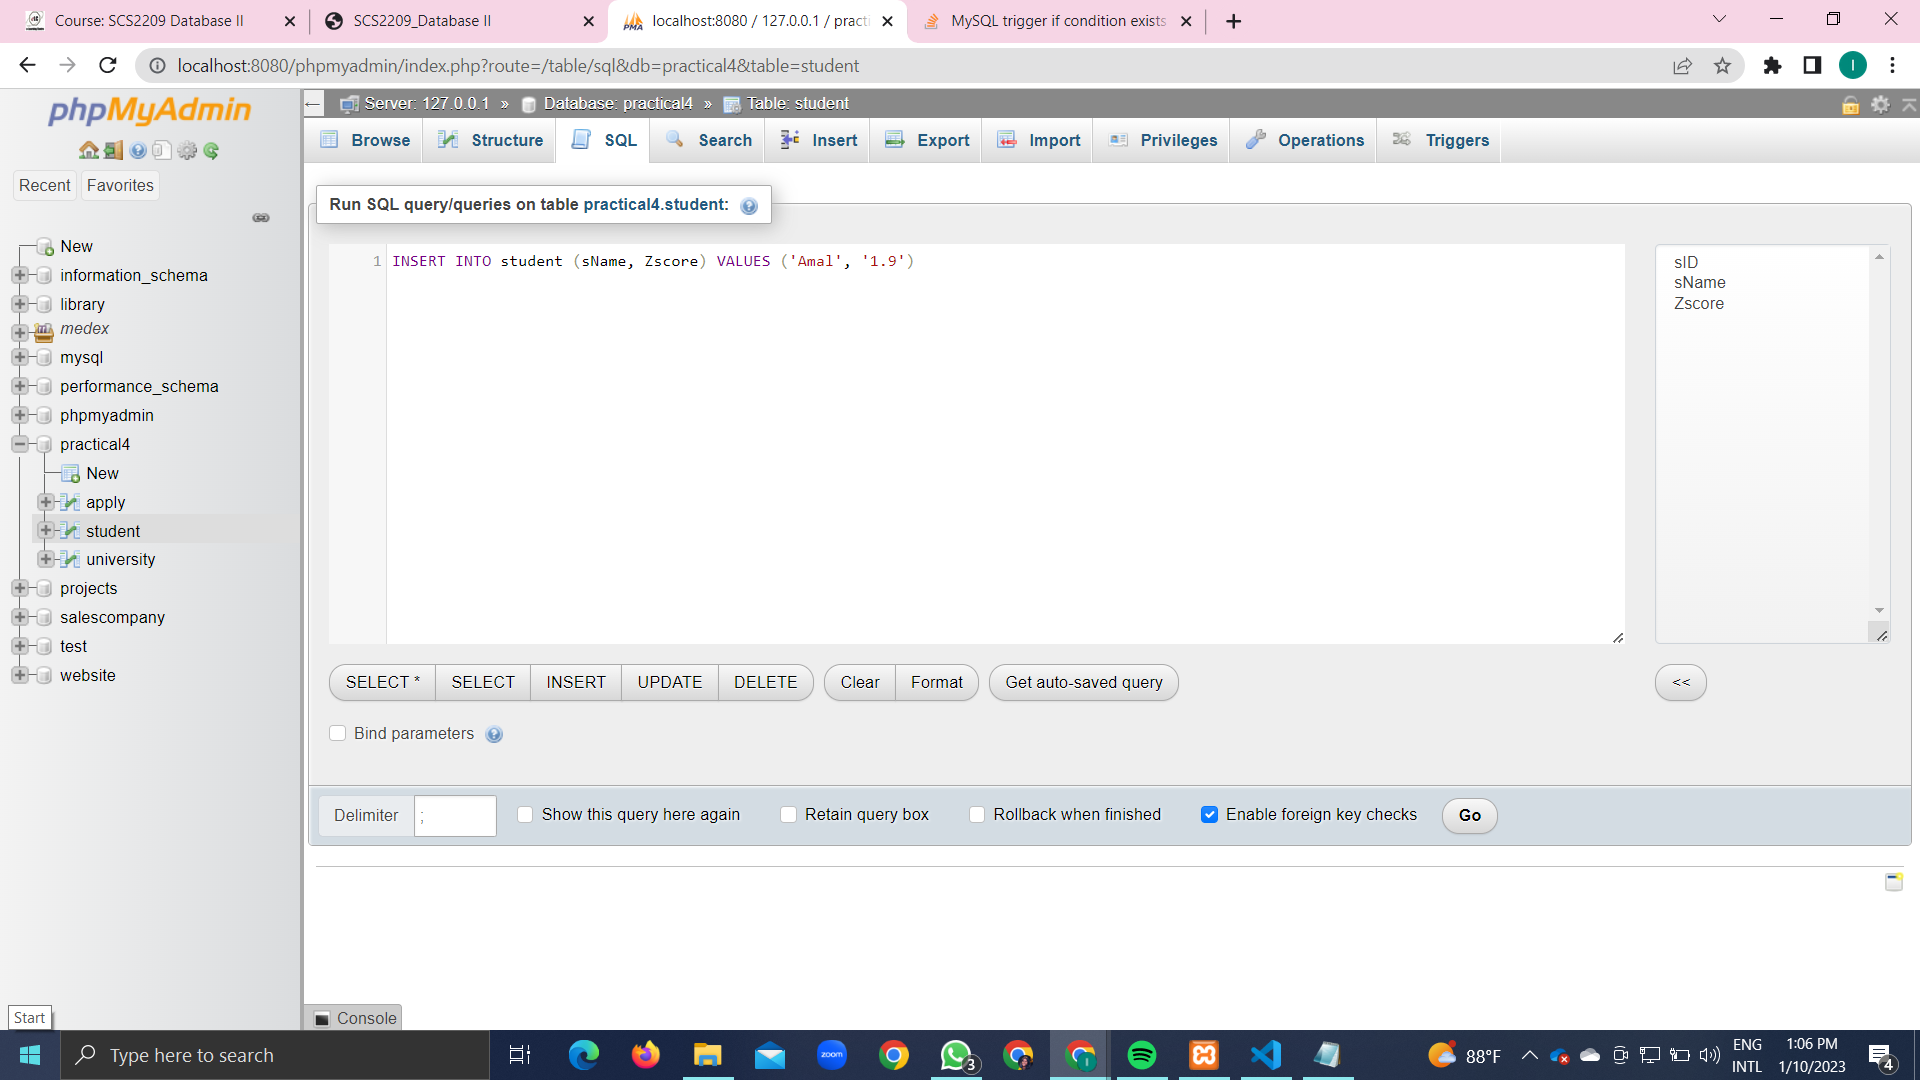 Course: SCS2209 Database II
SCS2209_Database II
localhost:8080 / 127.0.0.1 / practi
MySQL trigger if condition exists
localhost:8080/phpmyadmin/index.php?route=/table/sql&db=practical4&table=student
I
phpMyAdmin
Server: 127.0.0.1 » Database: practical4 » Table: student
Browse Structure SQL Search Insert Export Import Privileges Operations Triggers
Recent Favorites
Run SQL query/queries on table practical4.student:
New
information_schema
library
medex
mysql
performance_schema
phpmyadmin
practical4
New
apply
student
university
projects
salescompany
test
website
1 INSERT INTO student (sName, Zscore) VALUES ('Amal', '1.9')
sID
sName
Zscore
SELECT * SELECT INSERT UPDATE DELETE Clear Format Get auto-saved query <<
Bind parameters
Delimiter ; Show this query here again Retain query box Rollback when finished Enable foreign key checks Go
Console
Start
Type here to search
zoom
3
I
88°F
ENG
INTL
1:06 PM
1/10/2023
4